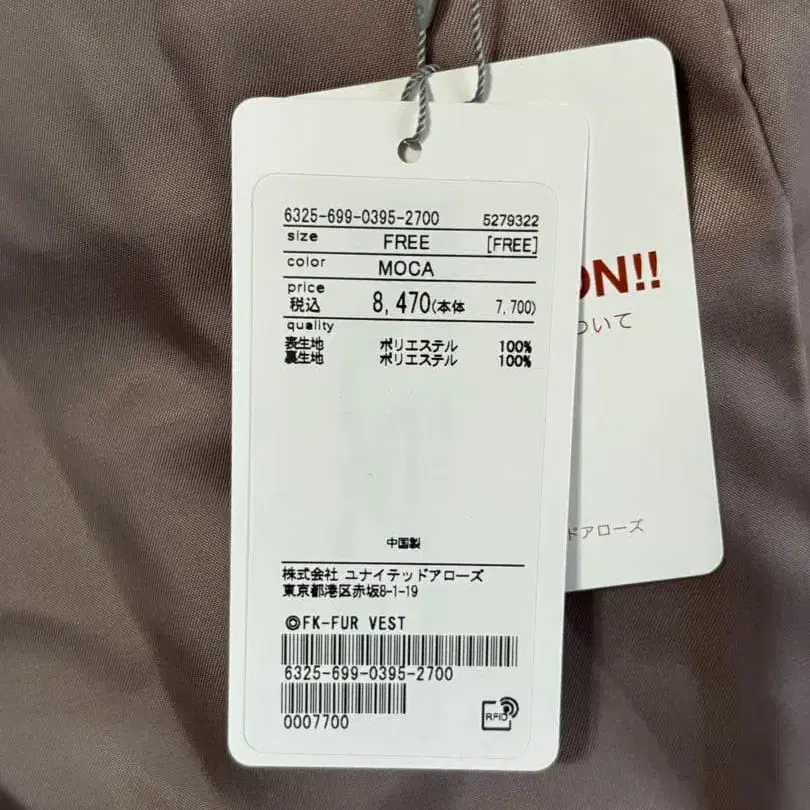 6325-699-0395-2700 5279322
size FREE [FREE]
color MOCA
price
税込 8,470(本体 7,700)
quality
表生地 ポリエステル 100%
裏生地 ポリエステル 100%
中国製
株式会社 ユナイテッドアローズ
東京都港区赤坂8-1-19
◎FK-FUR VEST
6325-699-0395-2700
0007700
RFID
ON!!
ついて
ドアローズ